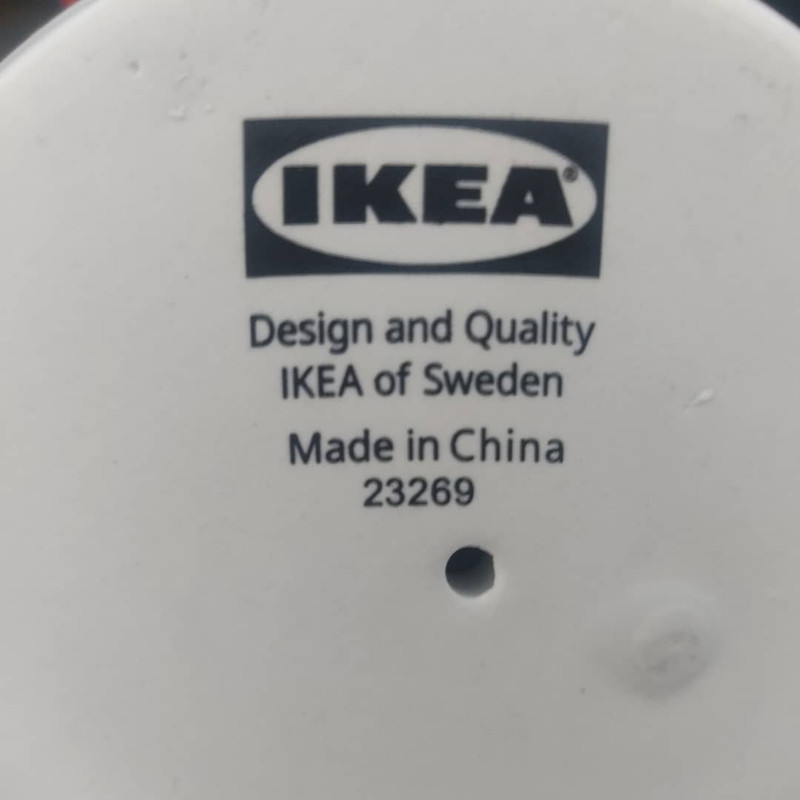 IKEA®
Design and Quality
IKEA of Sweden
Made in China
23269